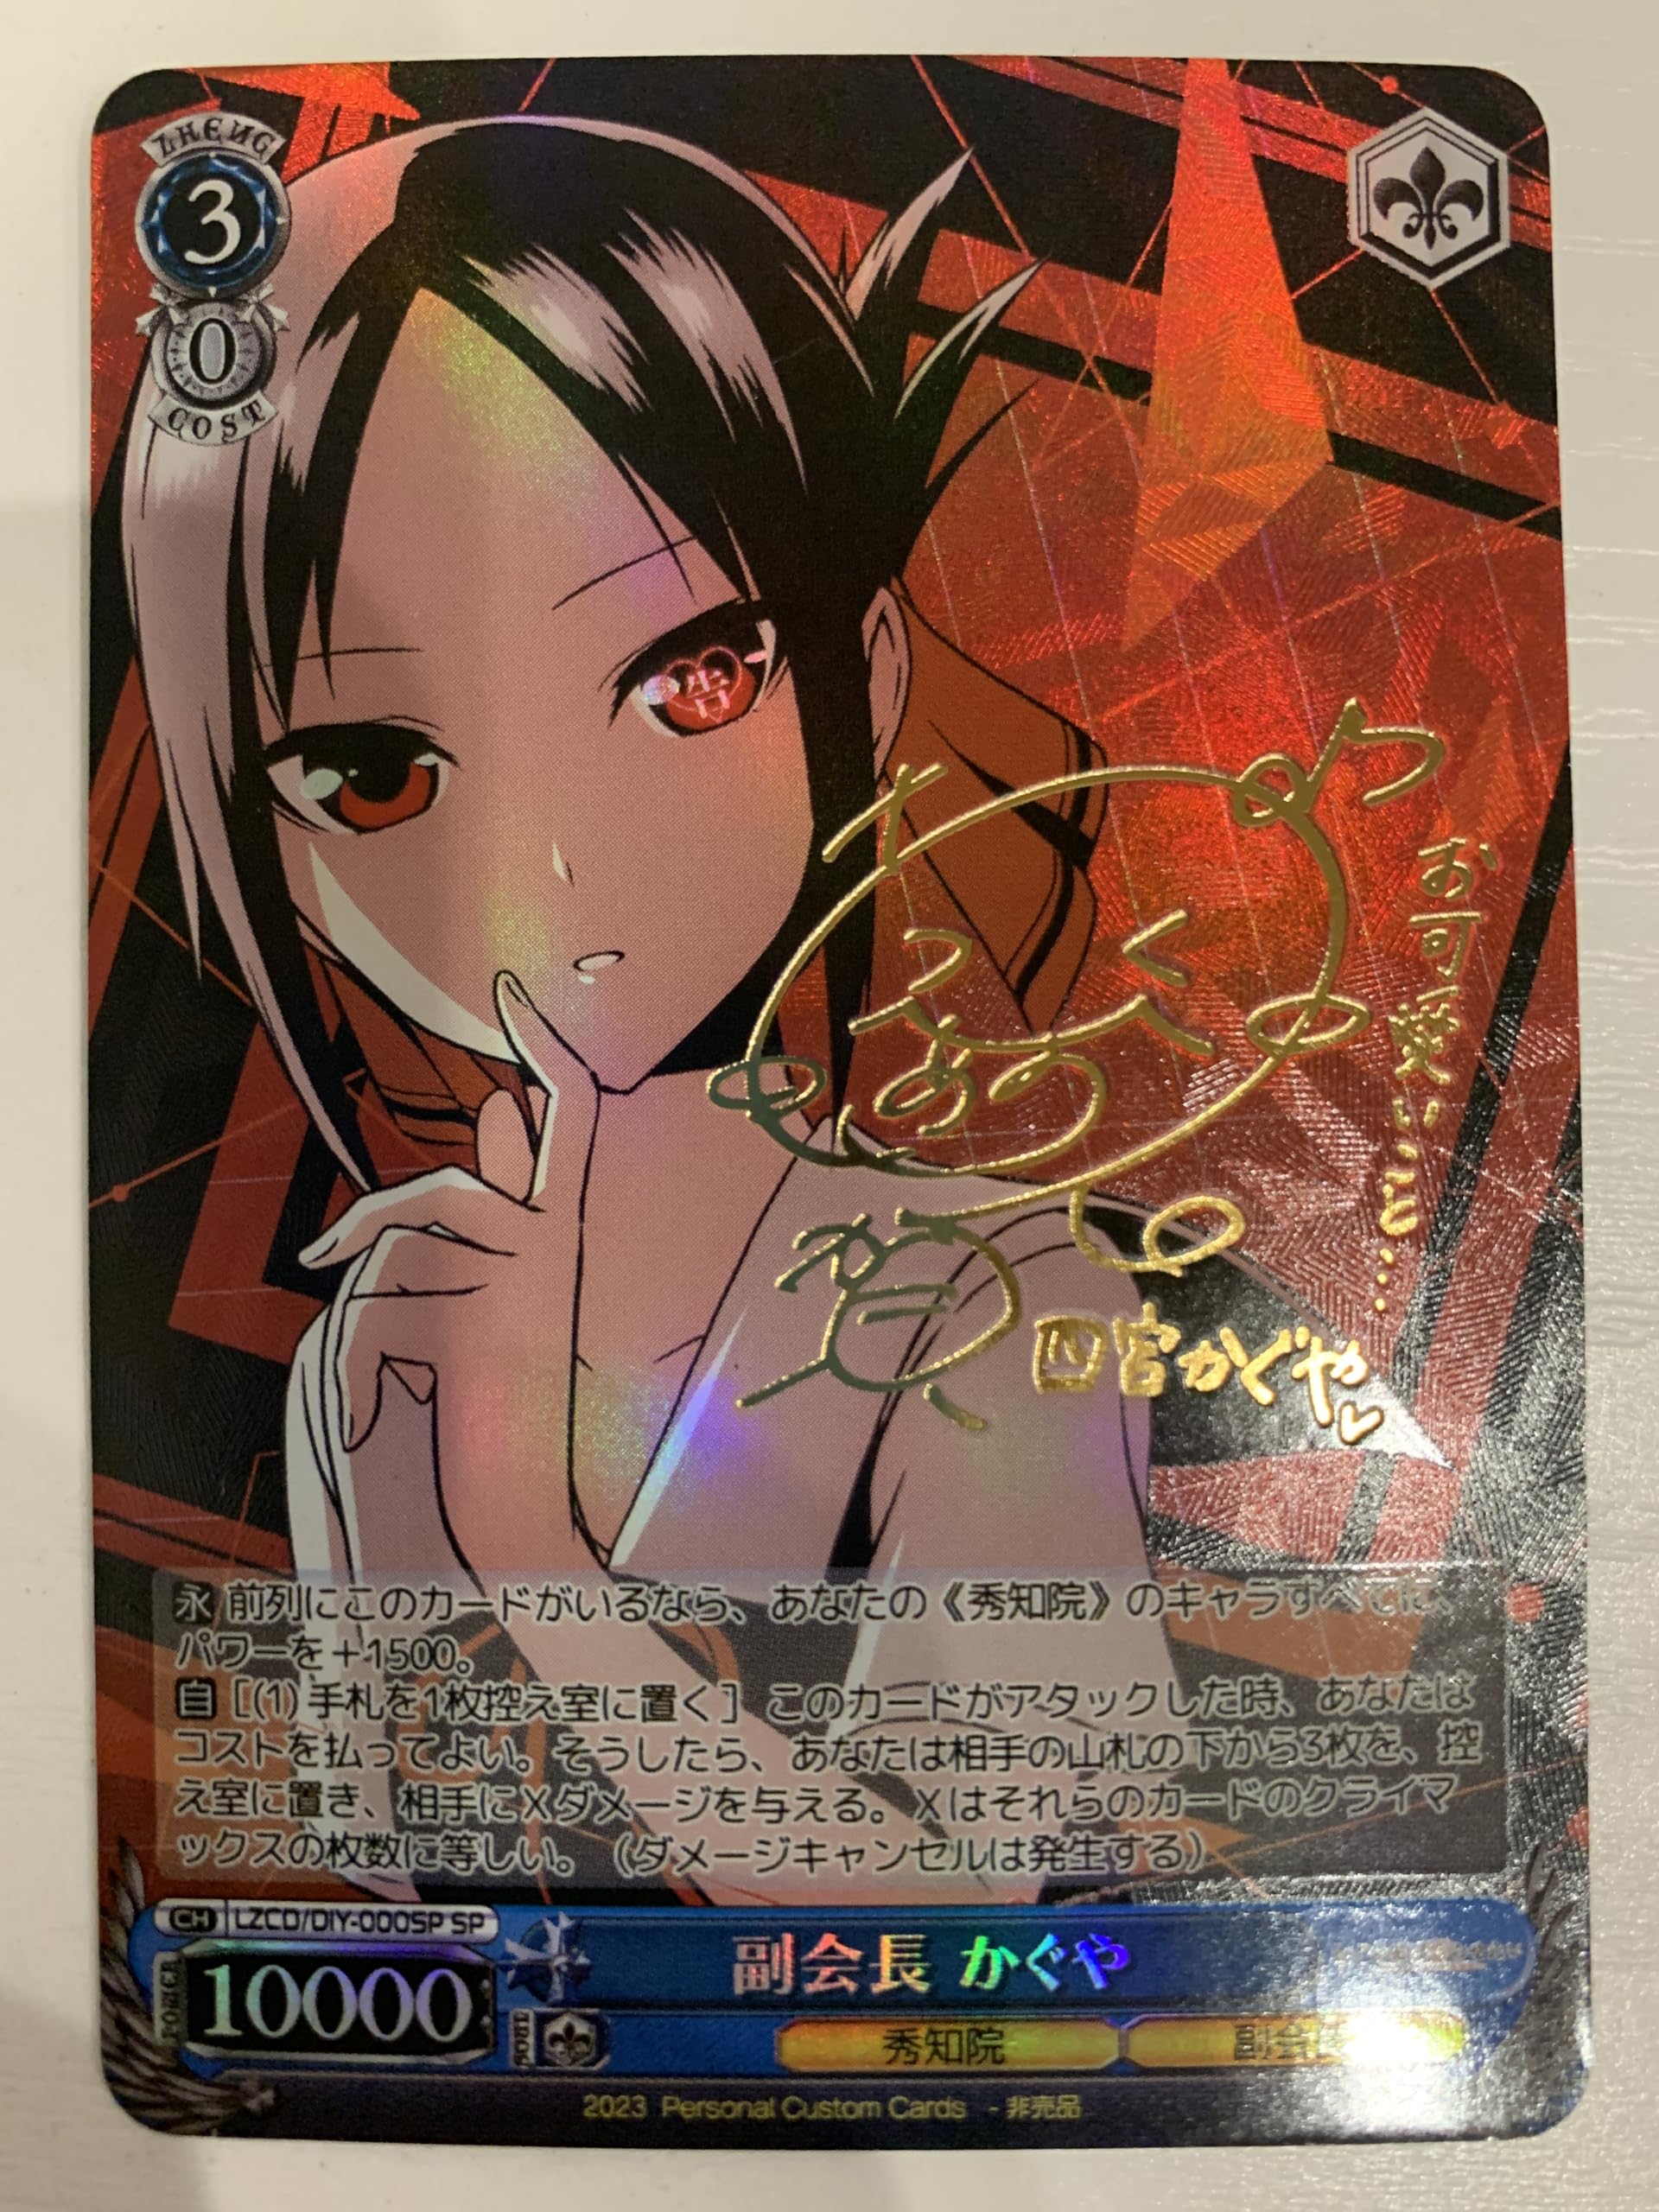 ZHENG
3
0
COST
告
お可愛いこと…
四宮かぐや
永 前列にこのカードがいるなら、あなたの《秀知院》のキャラすべてに、
パワーを+1500。
自 [(1) 手札を1枚控え室に置く] このカードがアタックした時、あなたは
コストを払ってよい。そうしたら、あなたは相手の山札の下から3枚を、控
え室に置き、相手にXダメージを与える。Xはそれらのカードのクライマ
ックスの枚数に等しい。(ダメージキャンセルは発生する)
CH LZCD/DIY-000SP SP
副会長 かぐや
POWER
10000
SOUL
秀知院
2023 Personal Custom Cards - 非売品